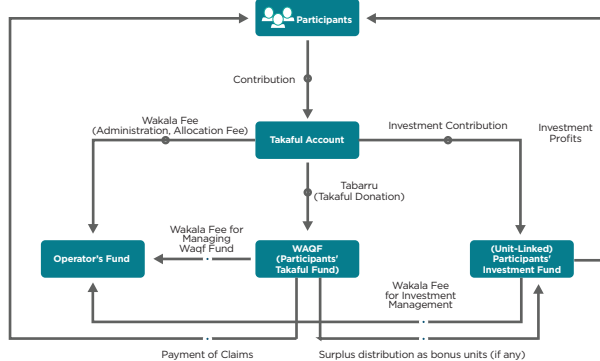 Participants
Contribution
Wakala Fee
(Administration, Allocation Fee)
Takaful Account
Investment Contribution
Investment
Profits
Tabarru
(Takaful Donation)
Wakala Fee for
Managing
Waqf Fund
Operator's Fund
WAQF
(Participants'
Takaful Fund)
(Unit-Linked)
Participants'
Investment Fund
Wakala Fee
for Investment
Management
Payment of Claims
Surplus distribution as bonus units (if any)